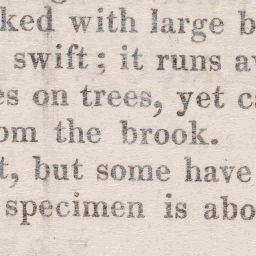 ked with large b
swift; it runs a
es on trees, yet c
om the brook.
t, but some have
specimen is abo